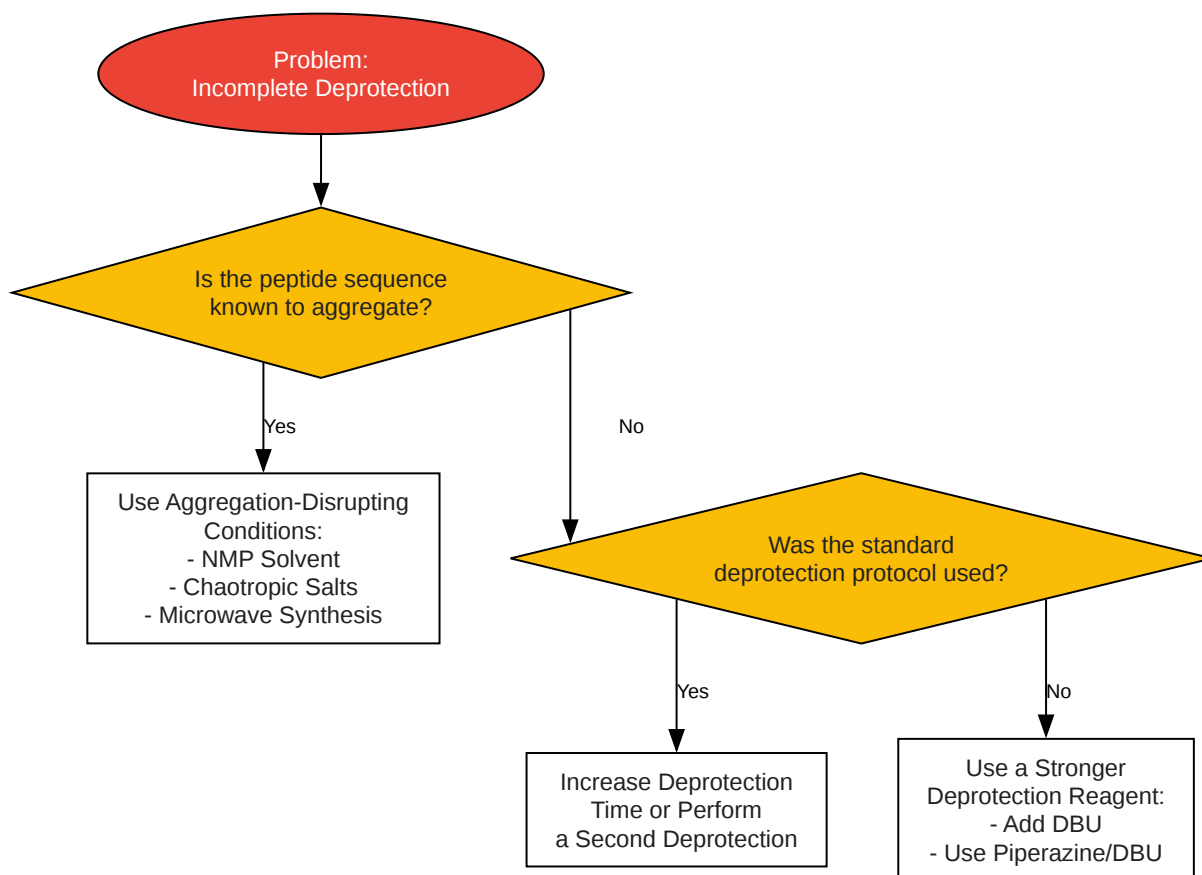 Problem:
Incomplete Deprotection
Is the peptide sequence
known to aggregate?
Yes
No
Use Aggregation-Disrupting
Conditions:
- NMP Solvent
- Chaotropic Salts
- Microwave Synthesis
Was the standard
deprotection protocol used?
Yes
No
Increase Deprotection
Time or Perform
a Second Deprotection
Use a Stronger
Deprotection Reagent:
- Add DBU
- Use Piperazine/DBU